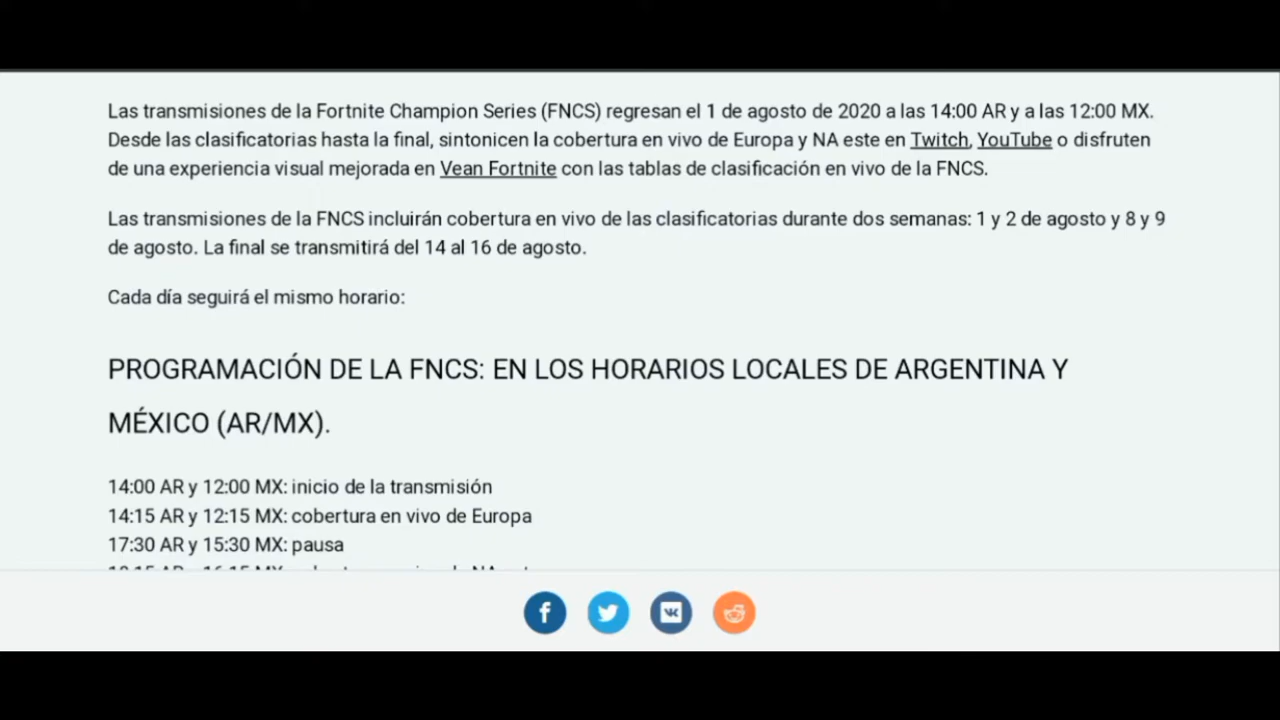 Las transmisiones de la Fortnite Champion Series (FNCS) regresan el 1 de agosto de 2020 a las 14:00 AR y a las 12:00 MX.
Desde las clasificatorias hasta la final, sintonicen la cobertura en vivo de Europa y NA este en Twitch, YouTube o disfruten
de una experiencia visual mejorada en Vean Fortnite con las tablas de clasificación en vivo de la FNCS.
Las transmisiones de la FNCS incluirán cobertura en vivo de las clasificatorias durante dos semanas: 1 y 2 de agosto y 8 y 9
de agosto. La final se transmitirá del 14 al 16 de agosto.
Cada día seguirá el mismo horario:
PROGRAMACIÓN DE LA FNCS: EN LOS HORARIOS LOCALES DE ARGENTINA Y
MÉXICO (AR/MX).
14:00 AR y 12:00 MX: inicio de la transmisión
14:15 AR y 12:15 MX: cobertura en vivo de Europa
17:30 AR y 15:30 MX: pausa